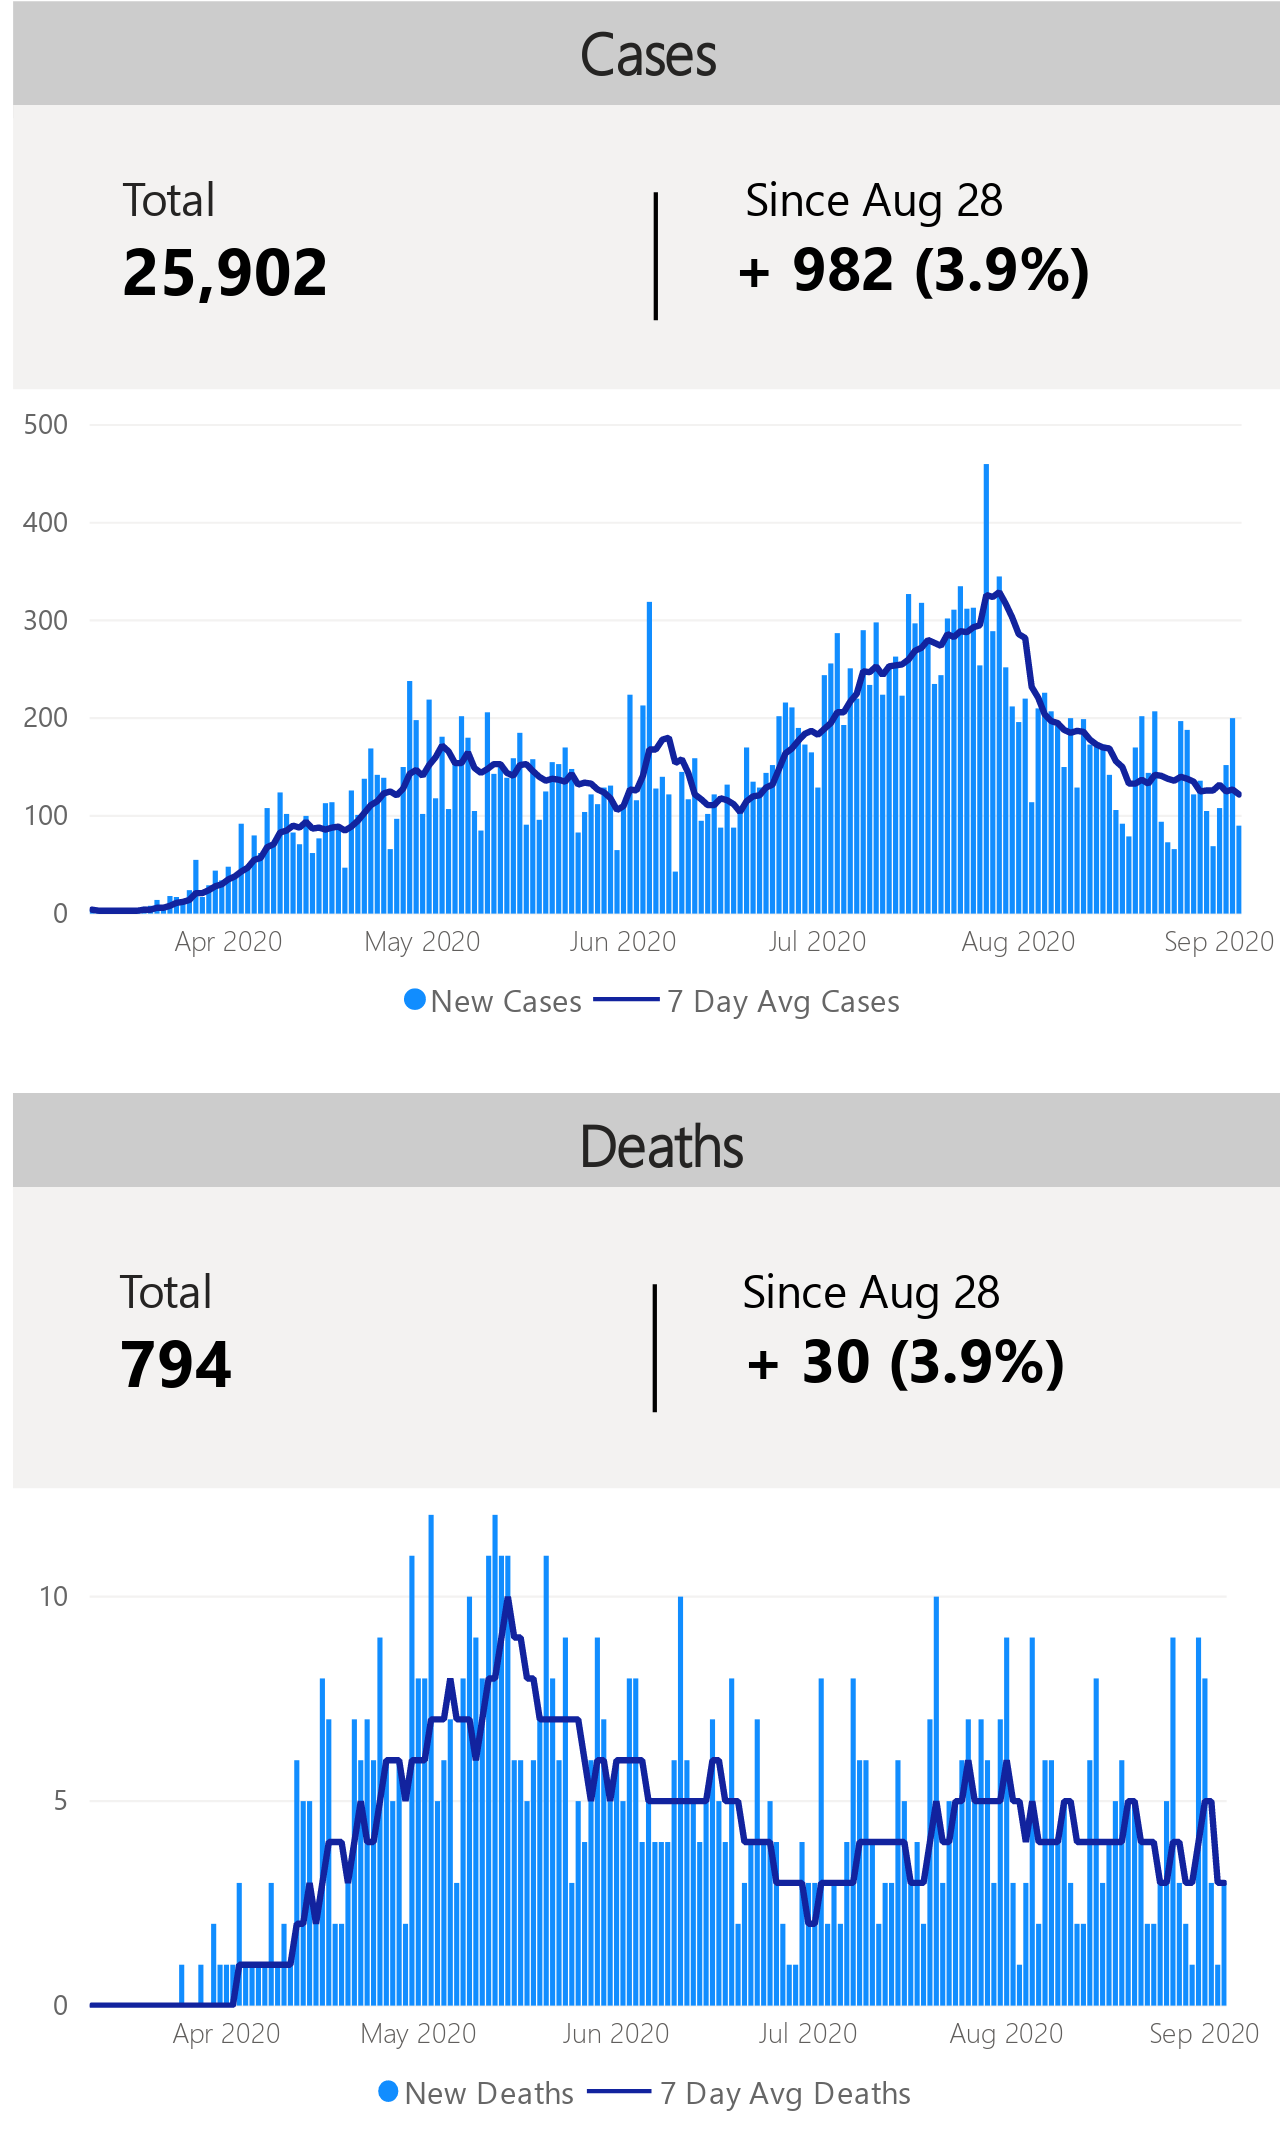 Cases
Total
Since Aug 28
25,902
+ 982 (3.9%)
500
400
300
200
100
0
Apr 2020 May 2020 Jun 2020 Jul 2020 Aug 2020 Sep 2020
New Cases 7 Day Avg Cases
Deaths
Total
Since Aug 28
794
+ 30 (3.9%)
10
5
0
Apr 2020 May 2020 Jun 2020 Jul 2020 Aug 2020 Sep 2020
New Deaths 7 Day Avg Deaths